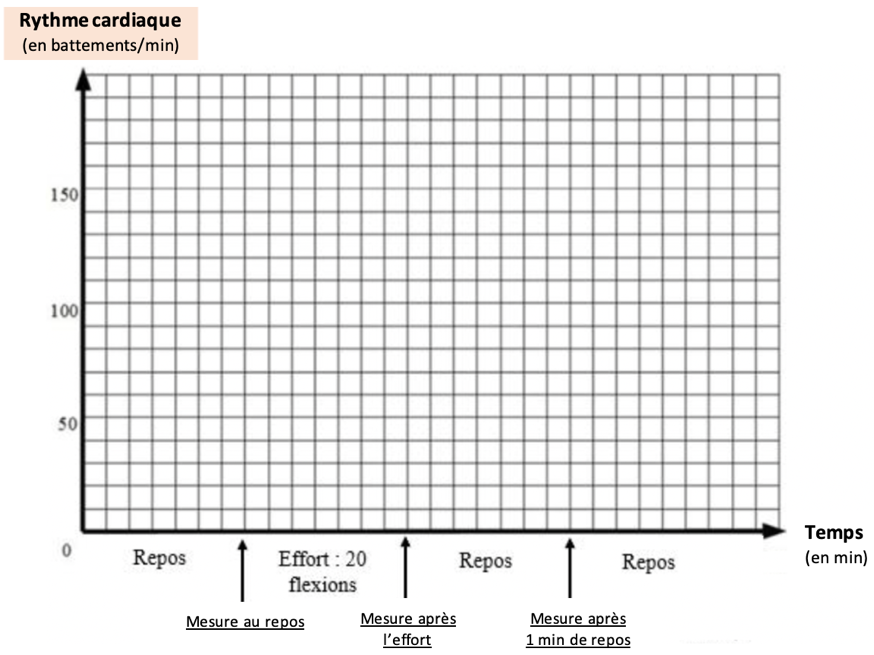 Rythme cardiaque
(en battements/min)
150
100
50
0
Temps
(en min)
Repos
Effort : 20
flexions
Repos
Repos
Mesure au repos
Mesure après
l'effort
Mesure après
1 min de repos